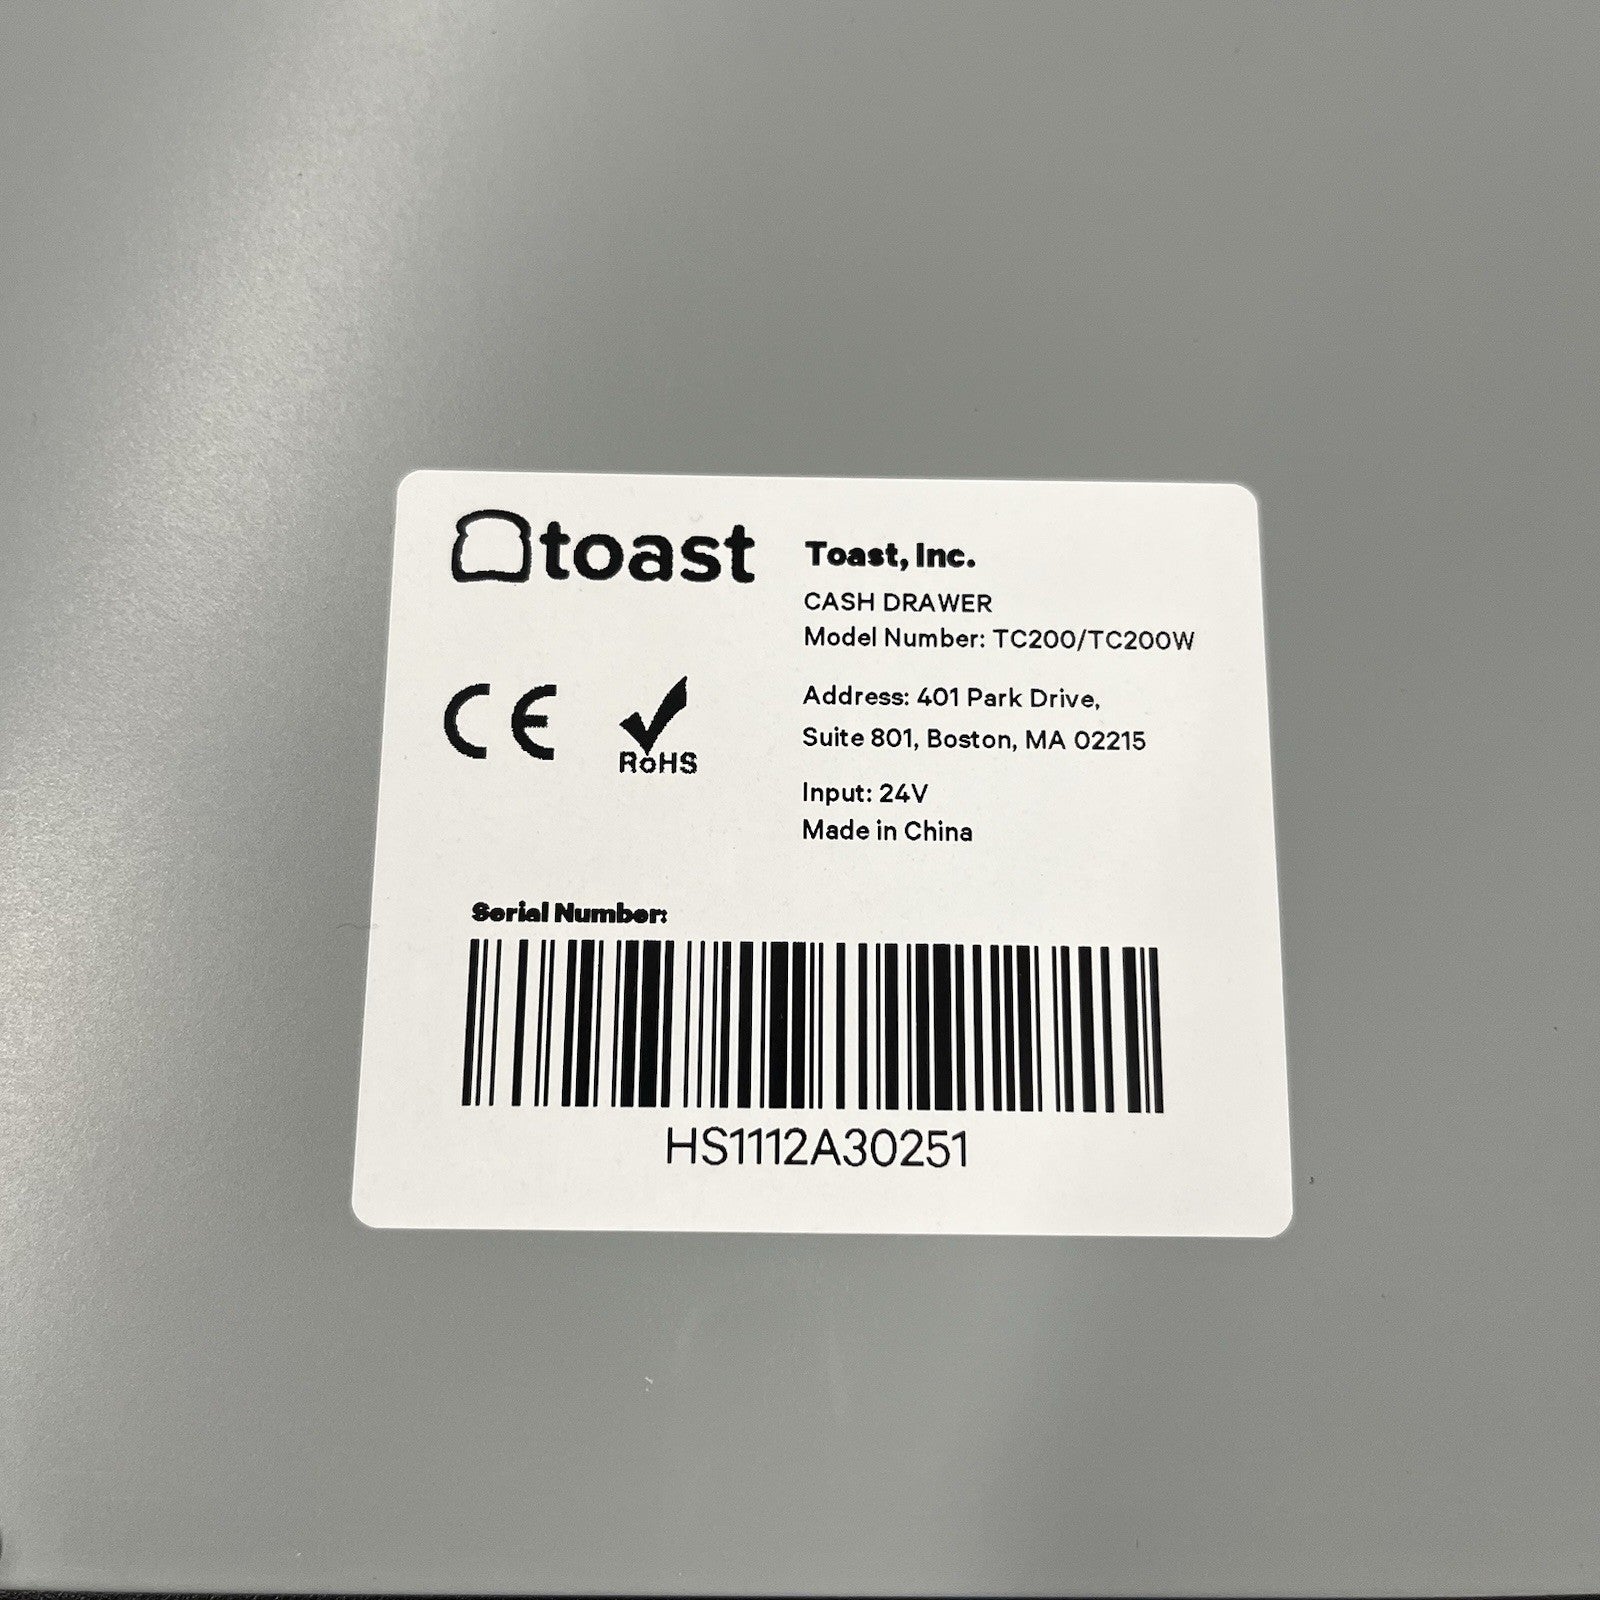 toast
Toast, Inc.
CASH DRAWER
Model Number: TC200/TC200W
Address: 401 Park Drive,
Suite 801, Boston, MA 02215
Input: 24V
Made in China
CE
RoHS
Serial Number:
HS1112A30251